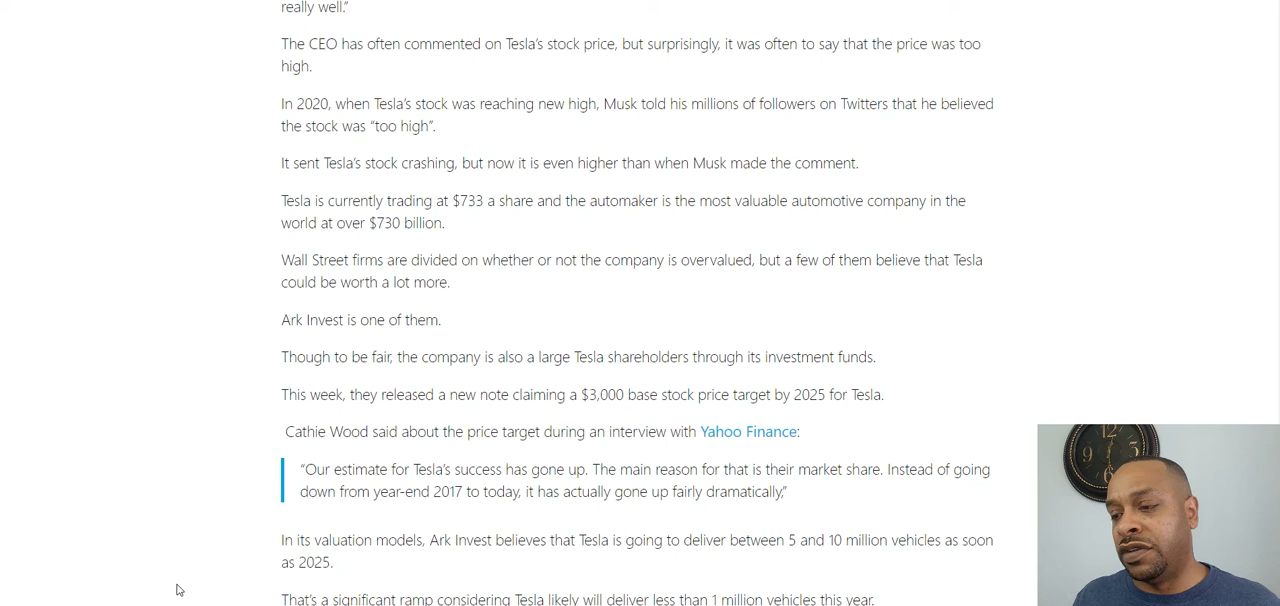 really well."
The CEO has often commented on Tesla's stock price, but surprisingly, it was often to say that the price was too
high.
In 2020, when Tesla's stock was reaching new high, Musk told his millions of followers on Twitters that he believed
the stock was “too high”.
It sent Tesla's stock crashing, but now it is even higher than when Musk made the comment.
Tesla is currently trading at $733 a share and the automaker is the most valuable automotive company in the
world at over $730 billion.
Wall Street firms are divided on whether or not the company is overvalued, but a few of them believe that Tesla
could be worth a lot more.
Ark Invest is one of them.
Though to be fair, the company is also a large Tesla shareholders through its investment funds.
This week, they released a new note claiming a $3,000 base stock price target by 2025 for Tesla.
Cathie Wood said about the price target during an interview with Yahoo Finance:
“Our estimate for Tesla's success has gone up. The main reason for that is their market share. Instead of going
down from year-end 2017 to today, it has actually gone up fairly dramatically,”
In its valuation models, Ark Invest believes that Tesla is going to deliver between 5 and 10 million vehicles as soon
as 2025.
That's a significant ramp considering Tesla likely will deliver less than 1 million vehicles this year.
12
9
3
6